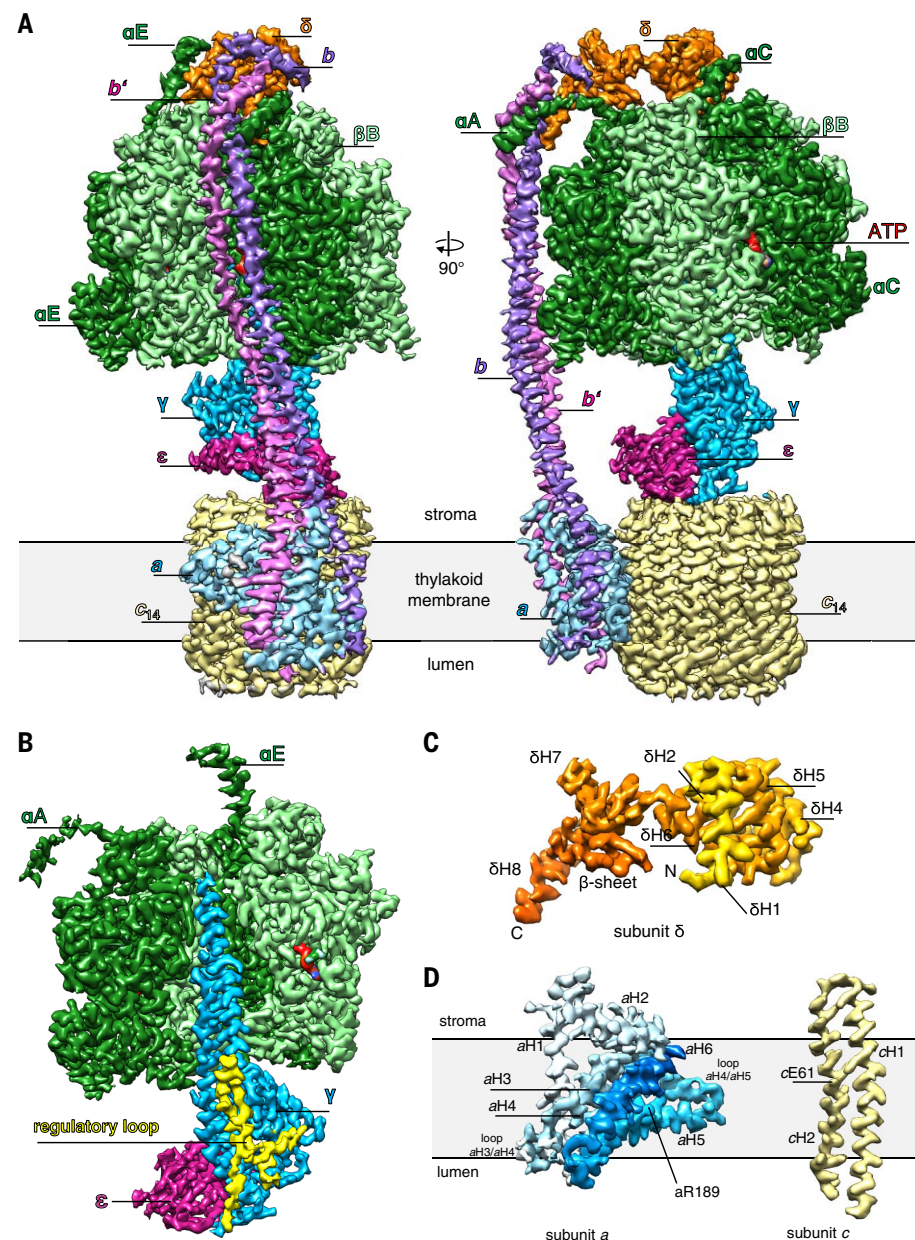 A
αE
δ
b
b‘
βB
αE
γ
ε
a
c14
90°
stroma
thylakoid
membrane
lumen
δ
αC
αA
βB
ATP
αC
b
b‘
γ
ε
a
c14
B
αE
αA
γ
regulatory loop
ε
C
δH7
δH2
δH5
δH4
δH6
N
δH8
β-sheet
δH1
C
subunit δ
D
stroma
aH2
aH1
aH6
loop
aH4/aH5
aH3
aH4
loop
aH3/aH4
aH5
lumen
aR189
subunit a
cH1
cE61
cH2
subunit c